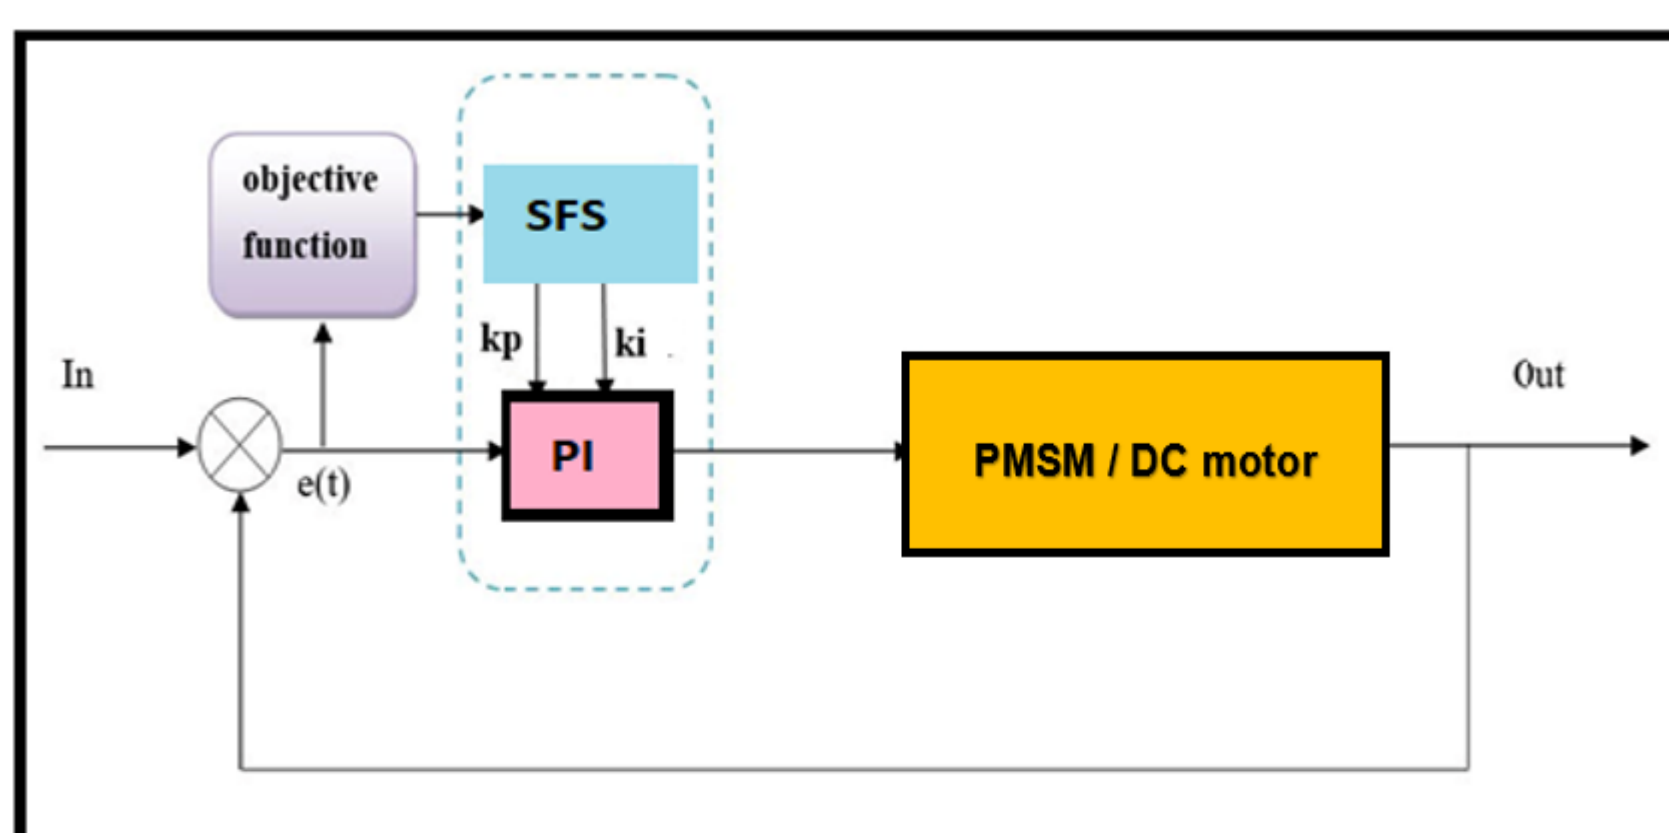 objective
function
SFS
kp
ki
In
Out
e(t)
PI
PMSM / DC motor